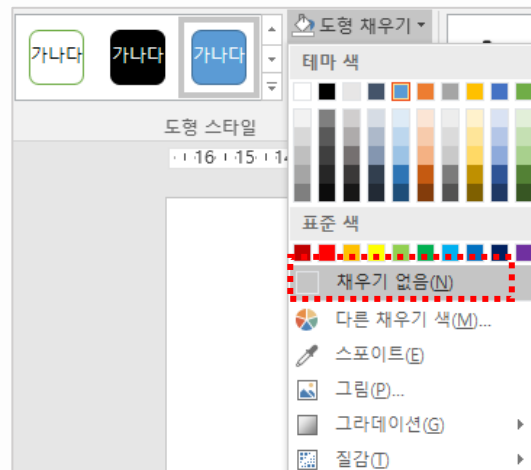 가나다 가나다 가나다
도형 채우기
테마 색
도형 스타일
16 15 14
표준 색
채우기 없음(N)
다른 채우기 색(M)...
스포이트(E)
그림(P)...
그라데이션(G)
질감(T)